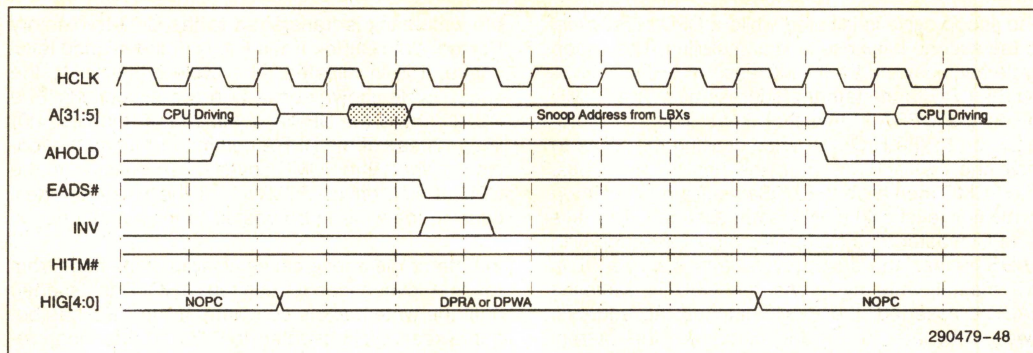 HCLK
A[31:5] CPU Driving Snoop Address from LBXs CPU Driving
AHOLD
EADS#
INV
HITM#
HIG[4:0] NOPC DPRA or DPWA NOPC
290479-48